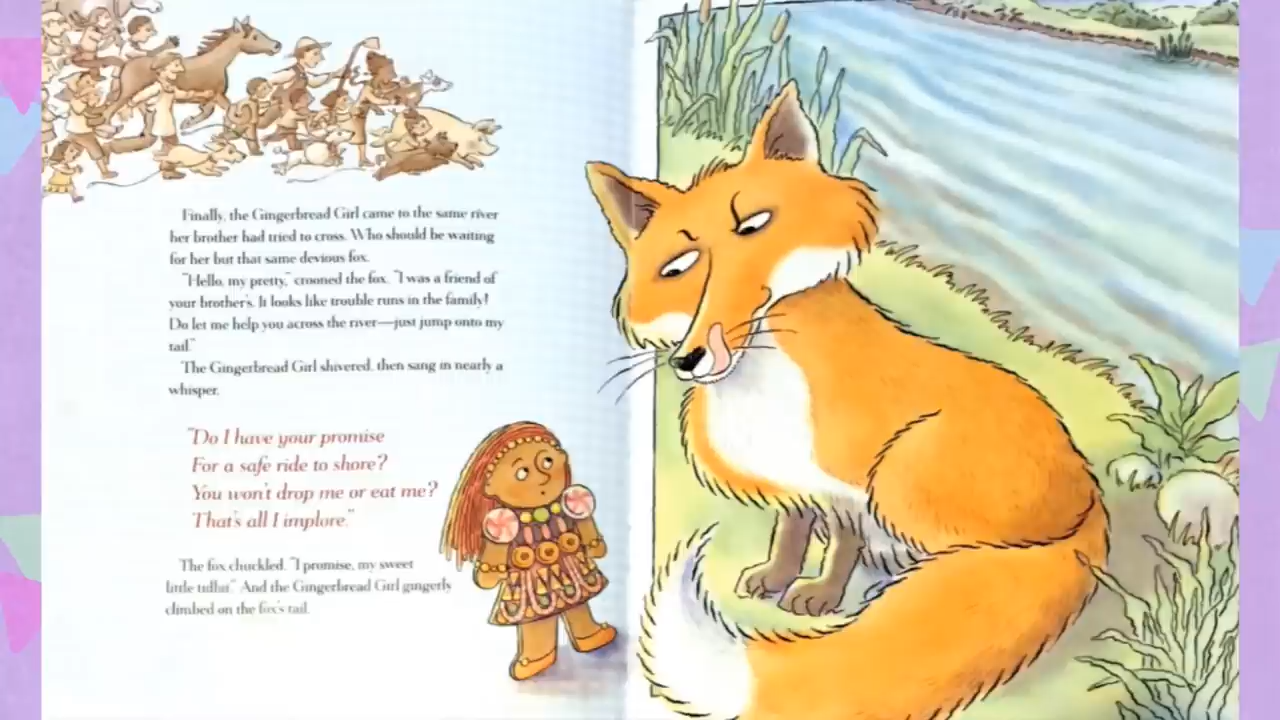 Finally, the Gingerbread Girl came to the same river
her brother had tried to cross. Who should be waiting
for her but that same devious fox.
"Hello, my pretty," crooned the fox. "I was a friend of
your brother's. It looks like trouble runs in the family!
Do let me help you across the river—just jump onto my
tail."
The Gingerbread Girl shivered, then sang in nearly a
whisper,
"Do I have your promise
For a safe ride to shore?
You won't drop me or eat me?
That's all I implore."
The fox chuckled. "I promise, my sweet
little tidbit." And the Gingerbread Girl gingerly
climbed on the fox's tail.